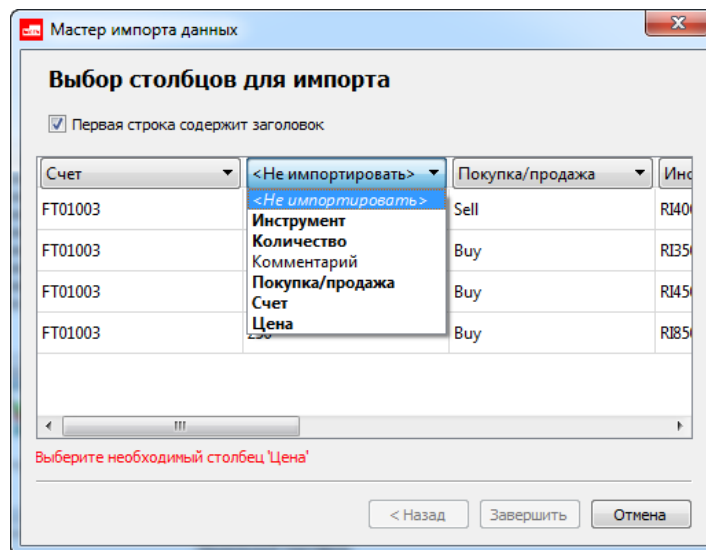 Мастер импорта данных
Выбор столбцов для импорта
Первая строка содержит заголовок
Счет <Не импортировать> Покупка/продажа
FT01003 <Не импортировать> Sell
Инструмент
FT01003 Количество Buy
Комментарий
FT01003 Покупка/продажа Buy
Счет
FT01003 Цена Buy
Выберите необходимый столбец 'Цена'
< Назад Завершить Отмена